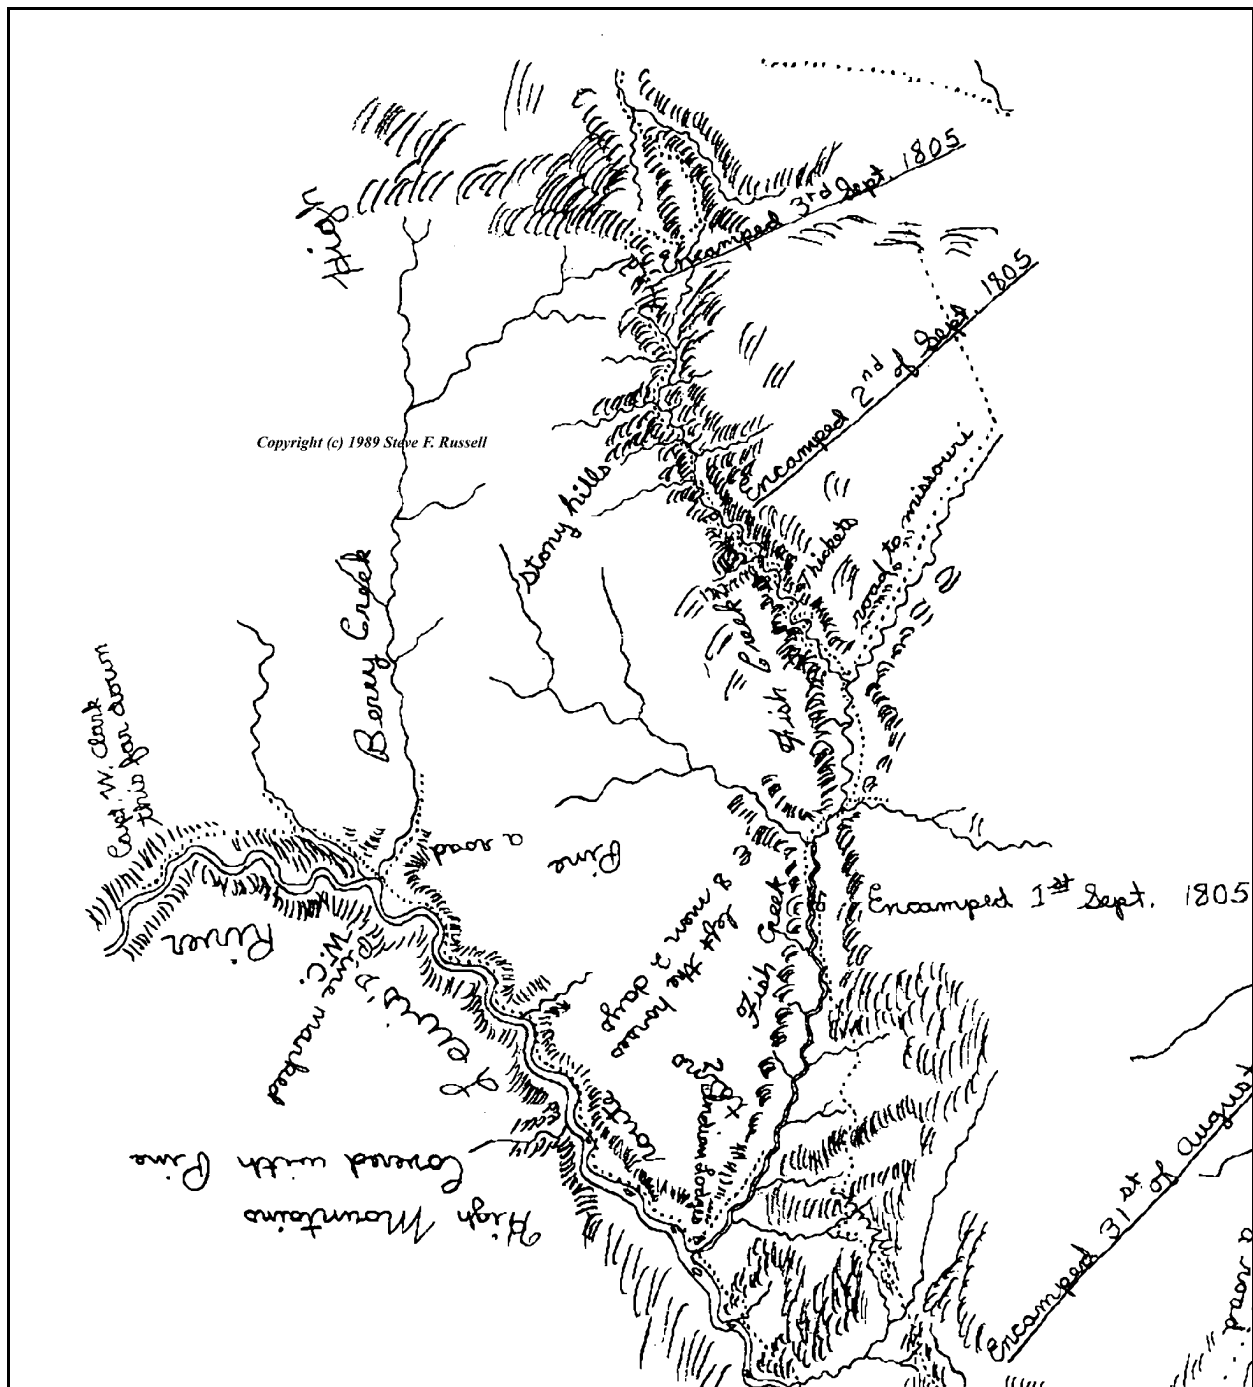 High
Encamped 3rd Sept. 1805
Encamped 2nd of Sept. 1805
Copyright (c) 1989 Steve F. Russell
Stony hills
Thickets
road to missouri
Berry Creek
Fish Creek
Capt. W. Clark
this far down
a road
Pine
Encamped 1st Sept. 1805
River
Pine marked
W.C.
Lewis's
route
left the horses
& men 2 days
Fish Creek
Indian Lodges
High Mountains
Covered with Pine
Encamped 31st of August
a road